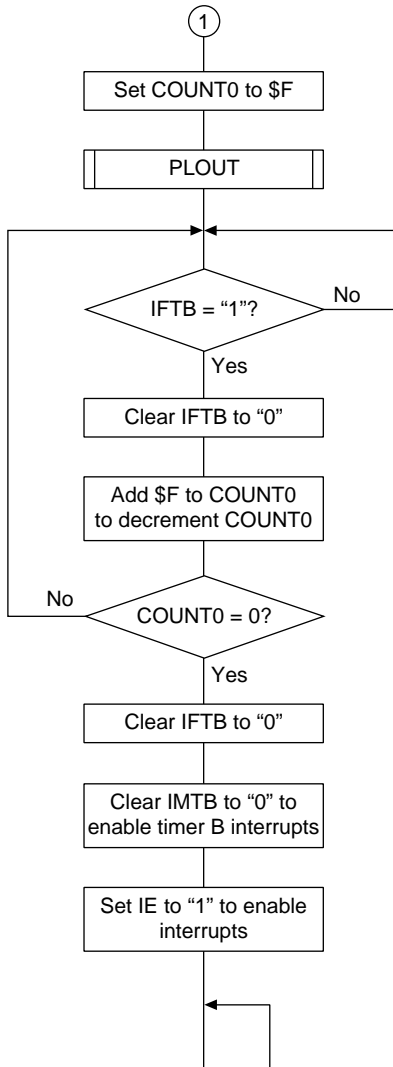 1
Set COUNT0 to $F
PLOUT
IFTB = “1”?
No
Yes
Clear IFTB to “0”
Add $F to COUNT0
to decrement COUNT0
No
COUNT0 = 0?
Yes
Clear IFTB to “0”
Clear IMTB to “0” to
enable timer B interrupts
Set IE to “1” to enable
interrupts